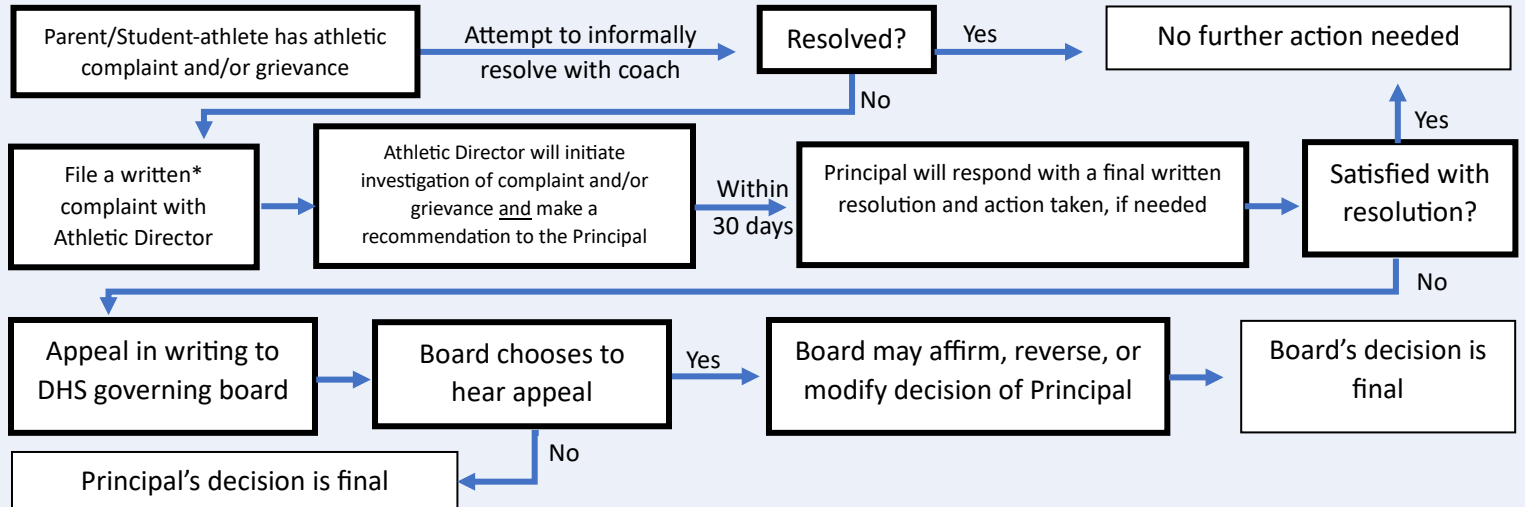 Parent/Student-athlete has athletic
complaint and/or grievance
Attempt to informally
resolve with coach
Resolved?
Yes
No further action needed
No
Yes
File a written*
complaint with
Athletic Director
Athletic Director will initiate
investigation of complaint and/or
grievance and make a
recommendation to the Principal
Within
30 days
Principal will respond with a final written
resolution and action taken, if needed
Satisfied with
resolution?
No
Appeal in writing to
DHS governing board
Board chooses to
hear appeal
Yes
Board may affirm, reverse, or
modify decision of Principal
Board’s decision is
final
No
Principal’s decision is final